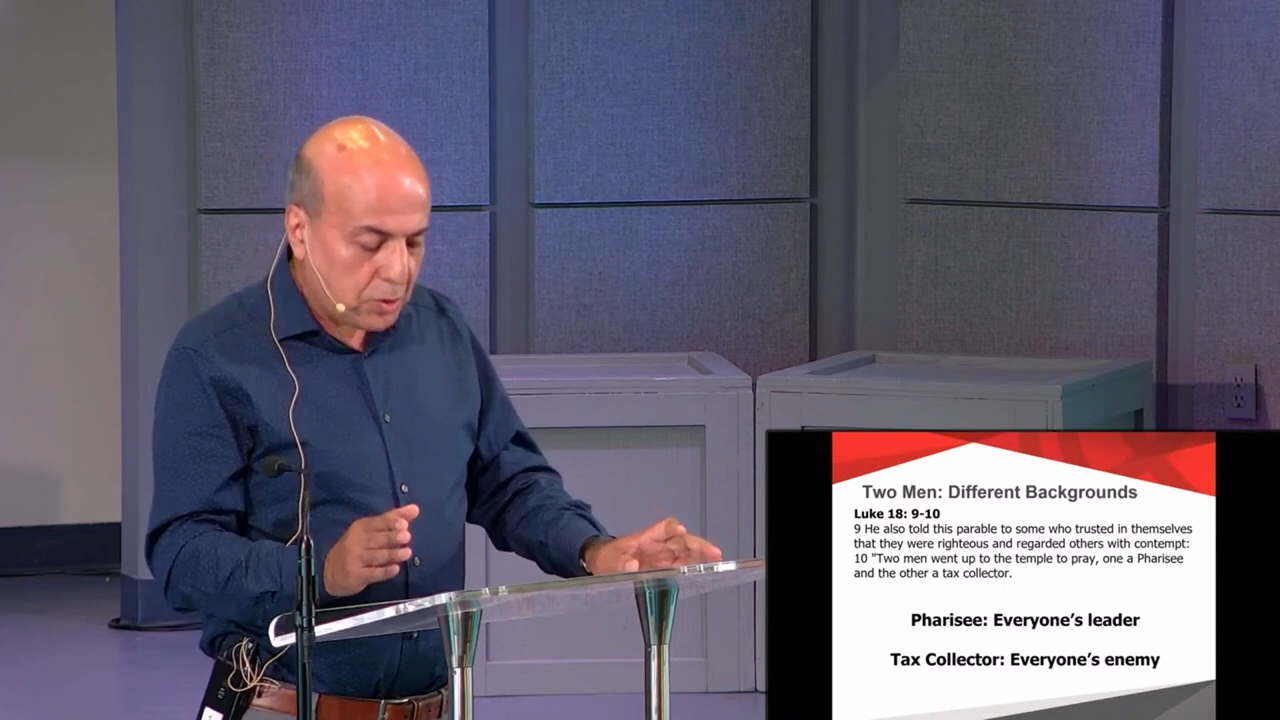 Two Men: Different Backgrounds
Luke 18: 9-10
9 He also told this parable to some who trusted in themselves
that they were righteous and regarded others with contempt:
10 "Two men went up to the temple to pray, one a Pharisee
and the other a tax collector.
Pharisee: Everyone’s leader
Tax Collector: Everyone’s enemy